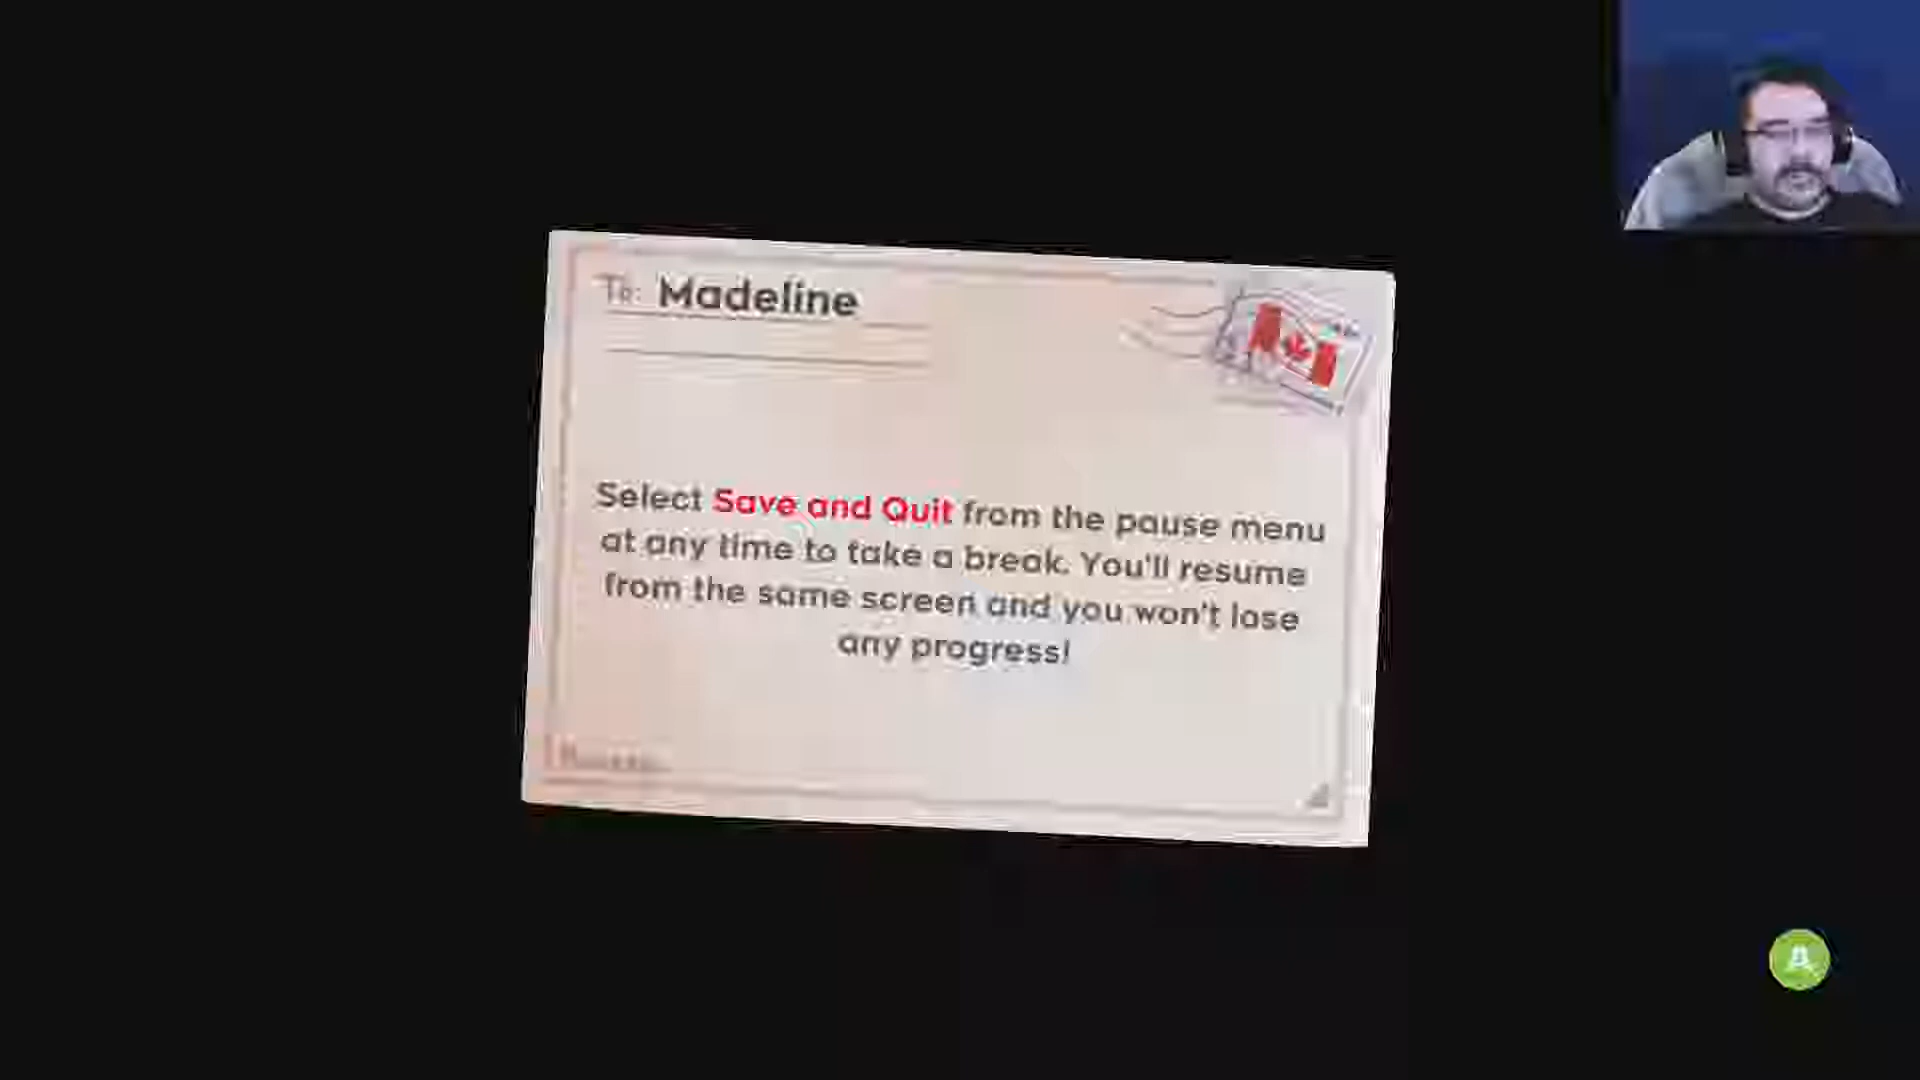 To: Madeline
Select Save and Quit from the pause menu
at any time to take a break. You'll resume
from the same screen and you won't lose
any progress!
A